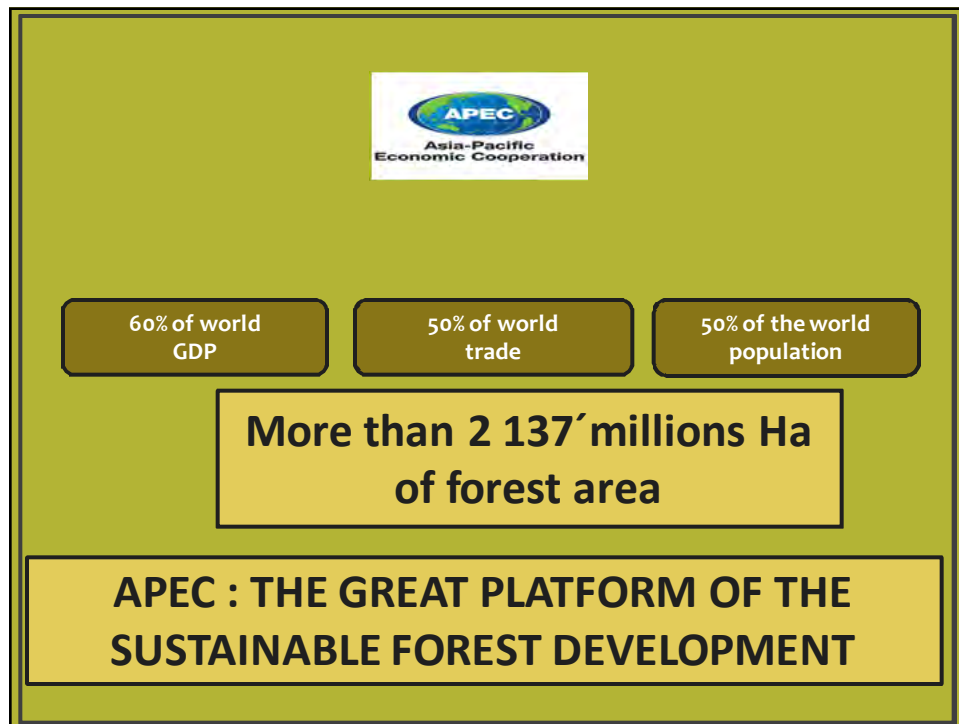 APEC
Asia-Pacific
Economic Cooperation
60% of world
GDP
50% of world
trade
50% of the world
population
More than 2 137´millions Ha
of forest area
APEC : THE GREAT PLATFORM OF THE
SUSTAINABLE FOREST DEVELOPMENT